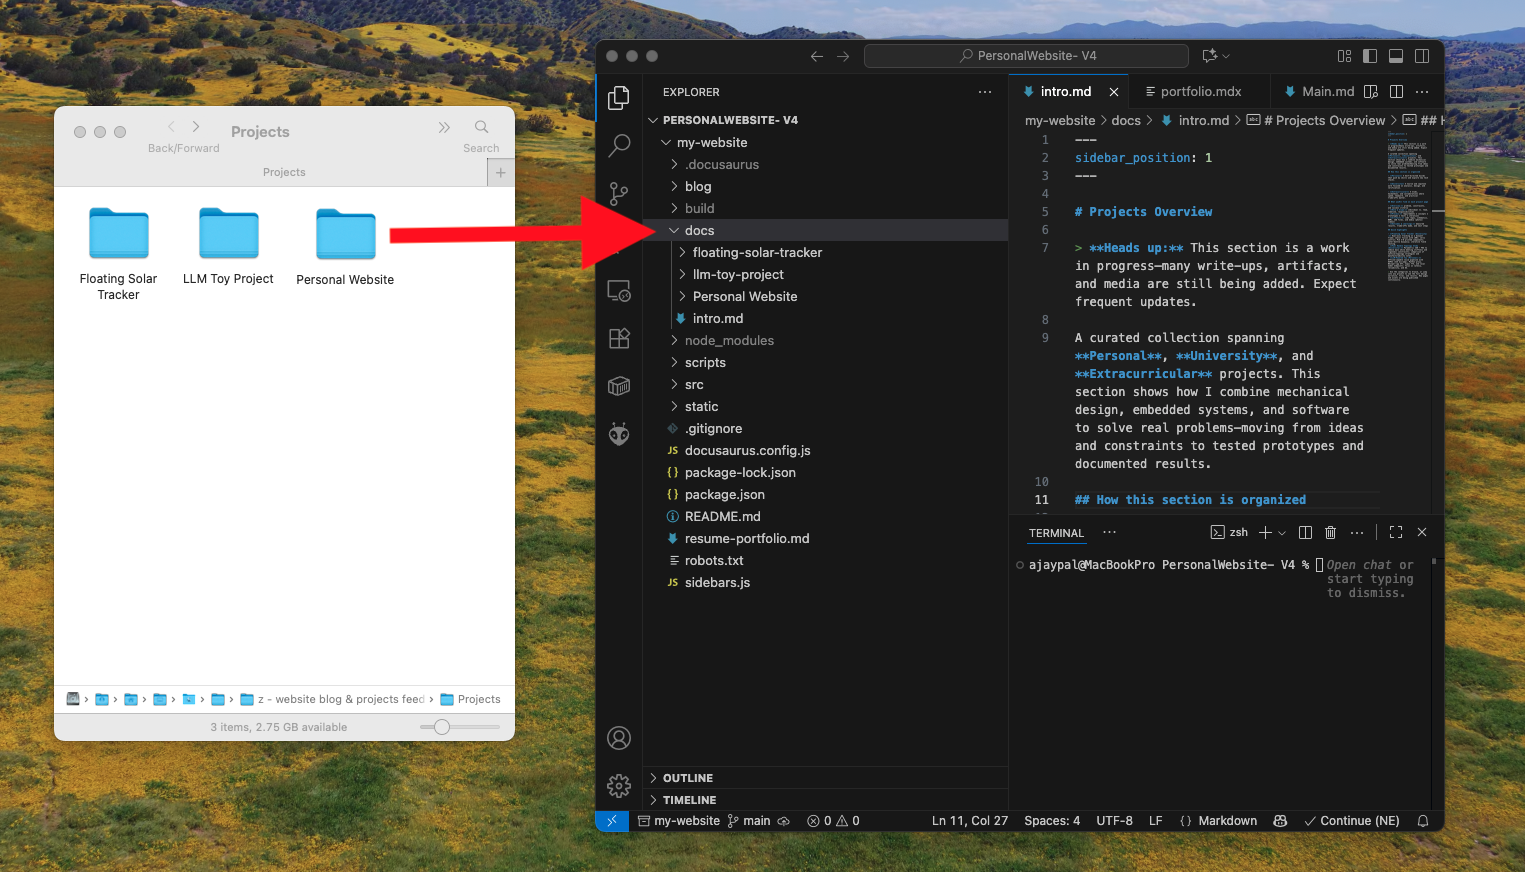 Projects
Back/Forward
Search
Projects
Floating Solar
Tracker
LLM Toy Project
Personal Website
z - website blog & projects feed
Projects
3 items, 2.75 GB available
PersonalWebsite- V4
EXPLORER
PERSONALWEBSITE- V4
my-website
.docusaurus
blog
build
docs
floating-solar-tracker
llm-toy-project
Personal Website
intro.md
node_modules
scripts
src
static
.gitignore
JS docusaurus.config.js
{} package-lock.json
{} package.json
README.md
resume-portfolio.md
robots.txt
JS sidebars.js
OUTLINE
TIMELINE
intro.md
portfolio.mdx
Main.md
my-website > docs > intro.md > abc # Projects Overview > abc ## H
1 ---
2 sidebar_position: 1
3 ---
4
5 # Projects Overview
6
7 > **Heads up:** This section is a work
in progress—many write-ups, artifacts,
and media are still being added. Expect
frequent updates.
8
9 A curated collection spanning
**Personal**, **University**, and
**Extracurricular** projects. This
section shows how I combine mechanical
design, embedded systems, and software
to solve real problems—moving from ideas
and constraints to tested prototypes and
documented results.
10
11 ## How this section is organized
TERMINAL
zsh
ajaypal@MacBookPro PersonalWebsite- V4 % Open chat or
start typing
to dismiss.
my-website
main
0
0
Ln 11, Col 27
Spaces: 4
UTF-8
LF
{} Markdown
Continue (NE)